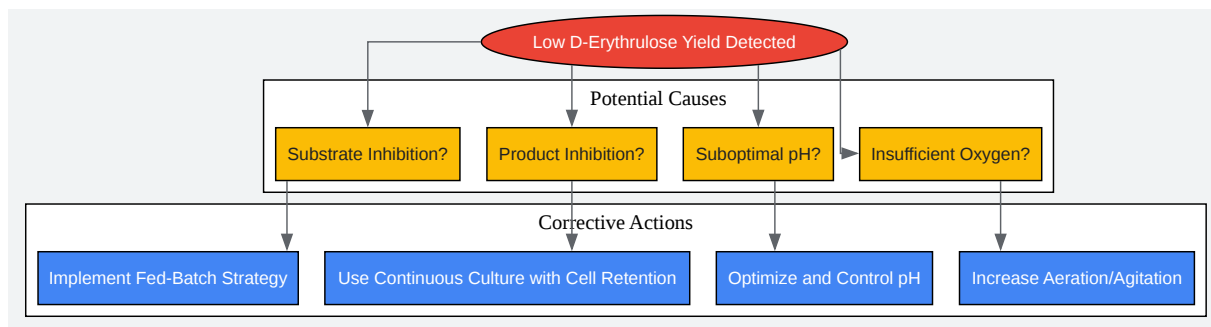 Low D-Erythrulose Yield Detected
Potential Causes
Substrate Inhibition?
Product Inhibition?
Suboptimal pH?
Insufficient Oxygen?
Corrective Actions
Implement Fed-Batch Strategy
Use Continuous Culture with Cell Retention
Optimize and Control pH
Increase Aeration/Agitation